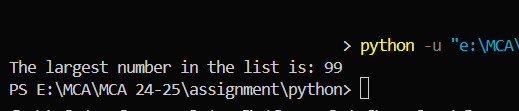 > python -u "e:\MCA\
The largest number in the list is: 99
PS E:\MCA\MCA 24-25\assignment\python>